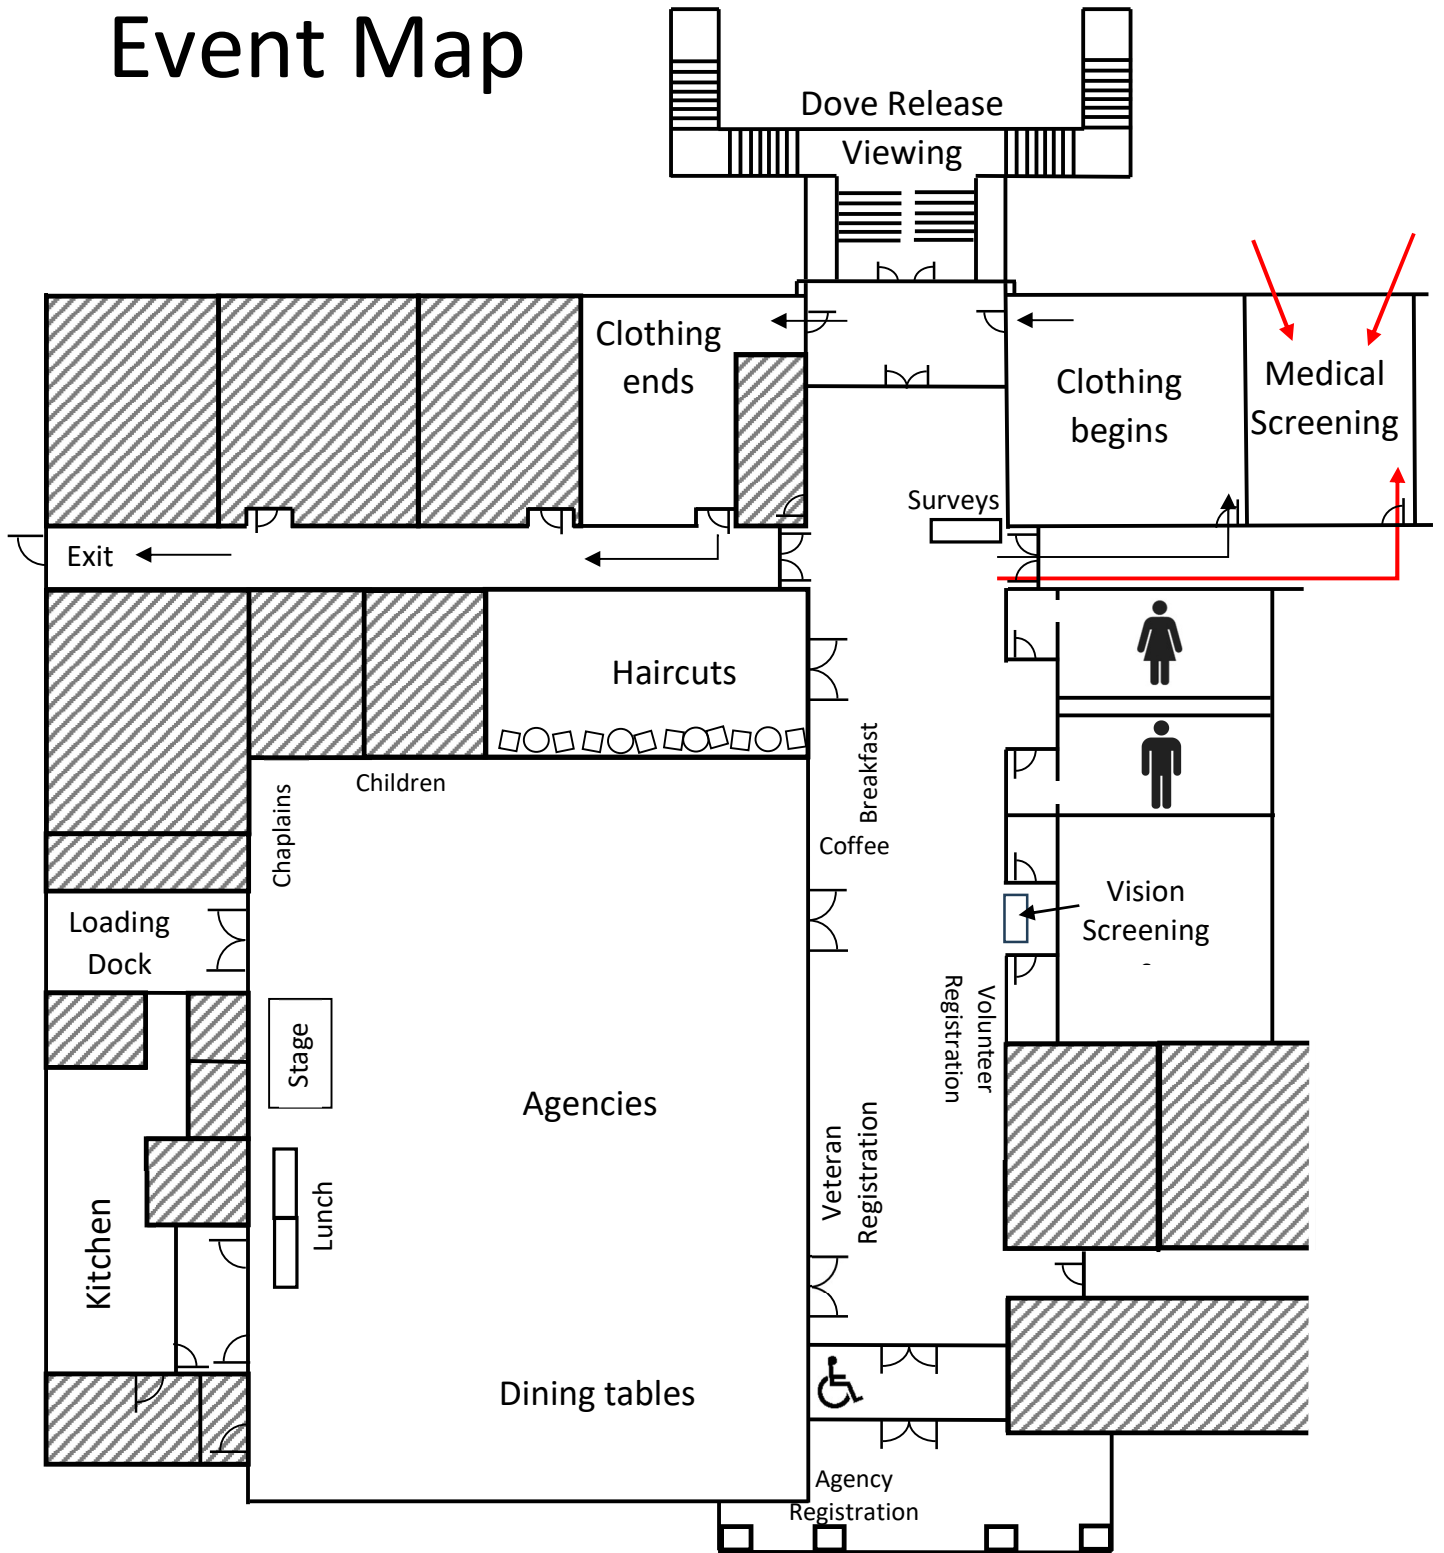 Event Map
Dove Release
Viewing
Clothing
ends
Clothing
begins
Medical
Screening
Surveys
Exit
Haircuts
Breakfast
Children
Chaplains
Coffee
Loading
Dock
Vision
Screening
Volunteer
Registration
Stage
Agencies
Veteran
Registration
Lunch
Kitchen
Dining tables
Agency
Registration